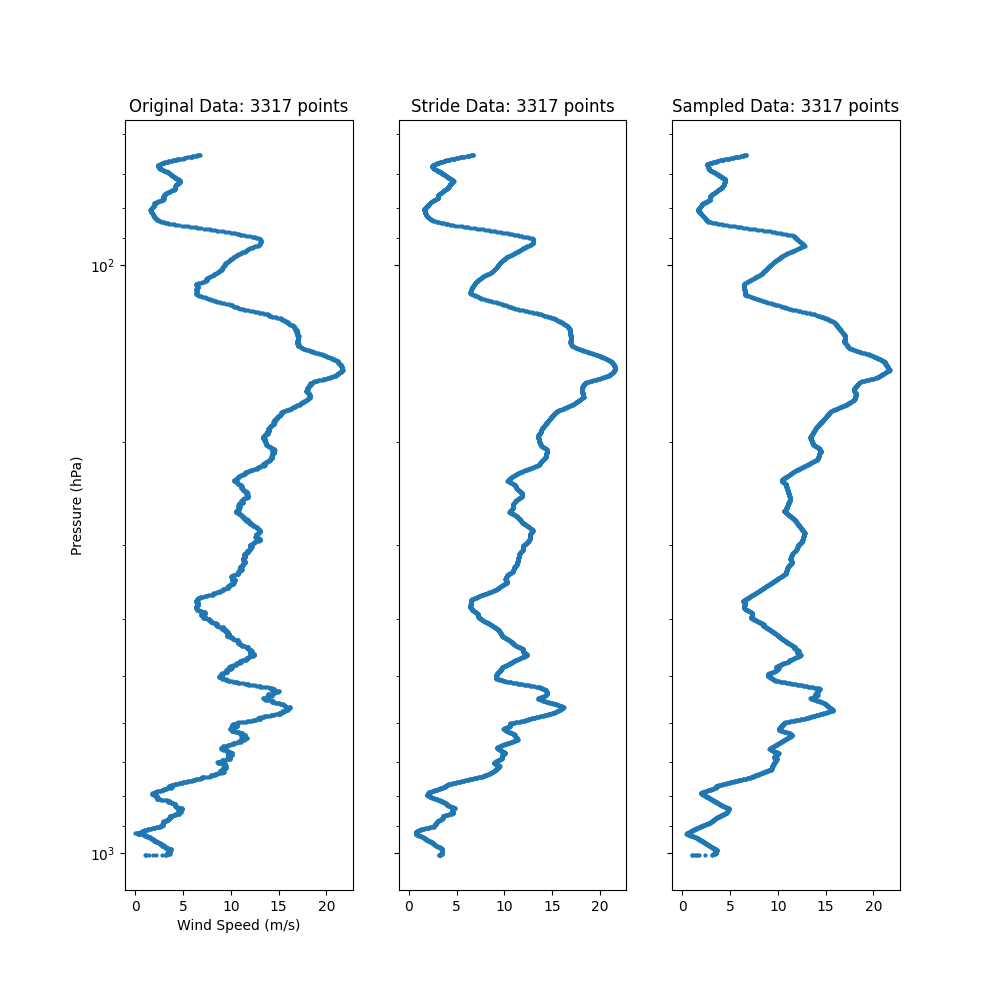 Original Data: 3317 points
Stride Data: 3317 points
Sampled Data: 3317 points
Pressure (hPa)
10²
10³
0 5 10 15 20
0 5 10 15 20
0 5 10 15 20
Wind Speed (m/s)